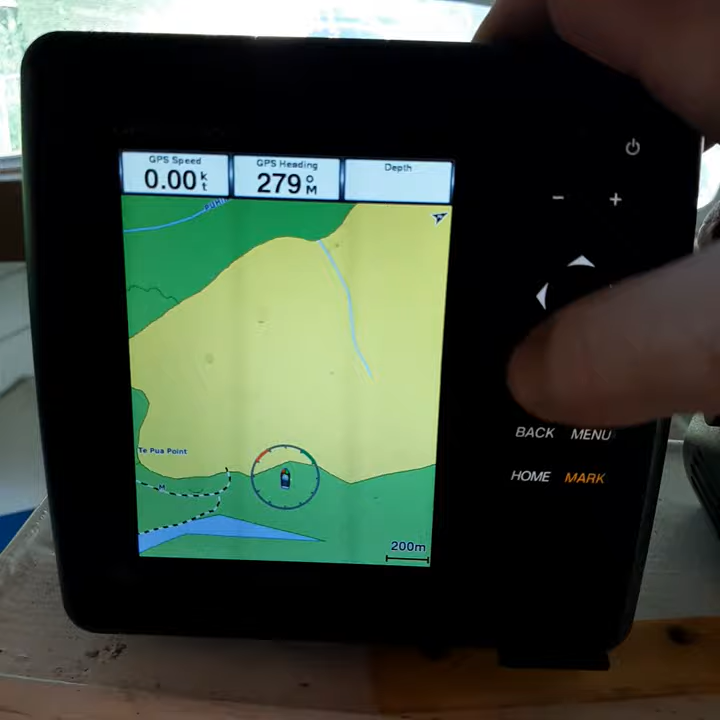 GPS Speed
0.00 kt
GPS Heading
279° M
Depth
Te Pua Point
M
200m
BACK MENU
HOME MARK